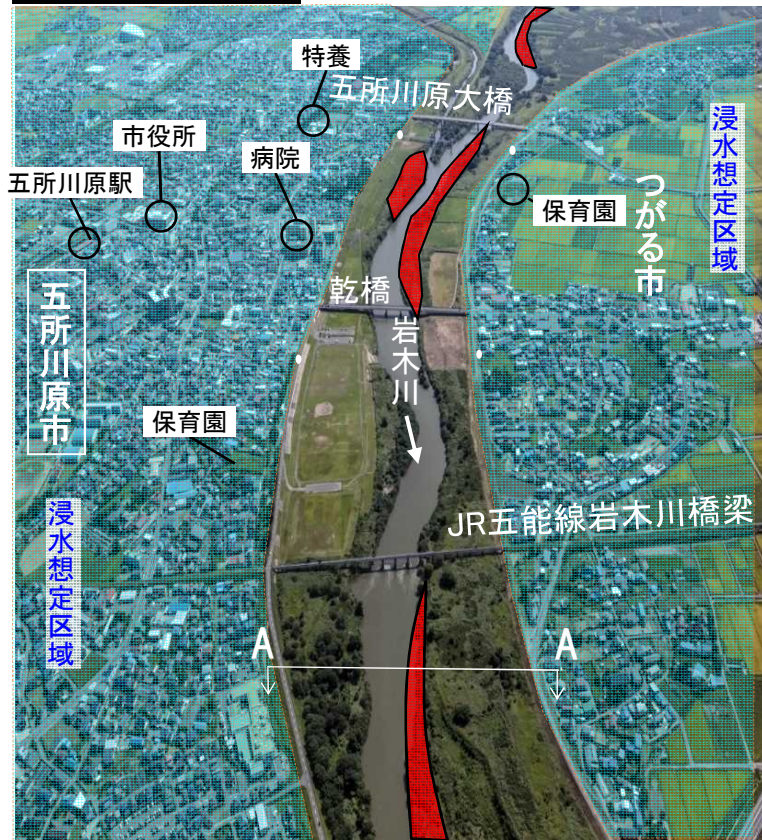 特養
五所川原大橋
市役所
病院
五所川原駅
保育園
浸水想定区域
つがる市
乾橋
五所川原市
岩木川
保育園
JR五能線岩木川橋梁
浸水想定区域
A
A